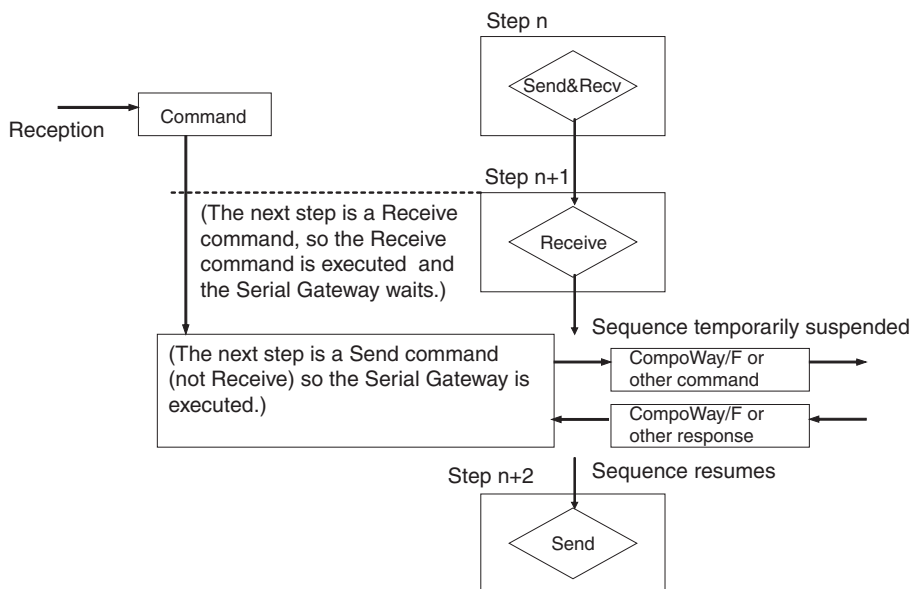 Step n
Send&Recv
Command
Reception
Step n+1
(The next step is a Receive
command, so the Receive
command is executed and
the Serial Gateway waits.)
Receive
Sequence temporarily suspended
(The next step is a Send command
(not Receive) so the Serial Gateway is
executed.)
CompoWay/F or
other command
CompoWay/F or
other response
Step n+2
Sequence resumes
Send